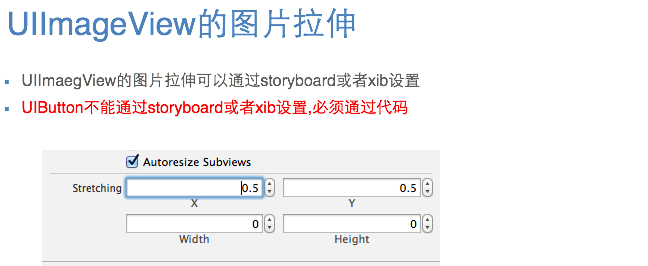 UIImageView的图片拉伸
UIImaegView的图片拉伸可以通过storyboard或者xib设置
UIButton不能通过storyboard或者xib设置,必须通过代码
Autoresize Subviews
Stretching 0.5 0.5
X Y
0 0
Width Height